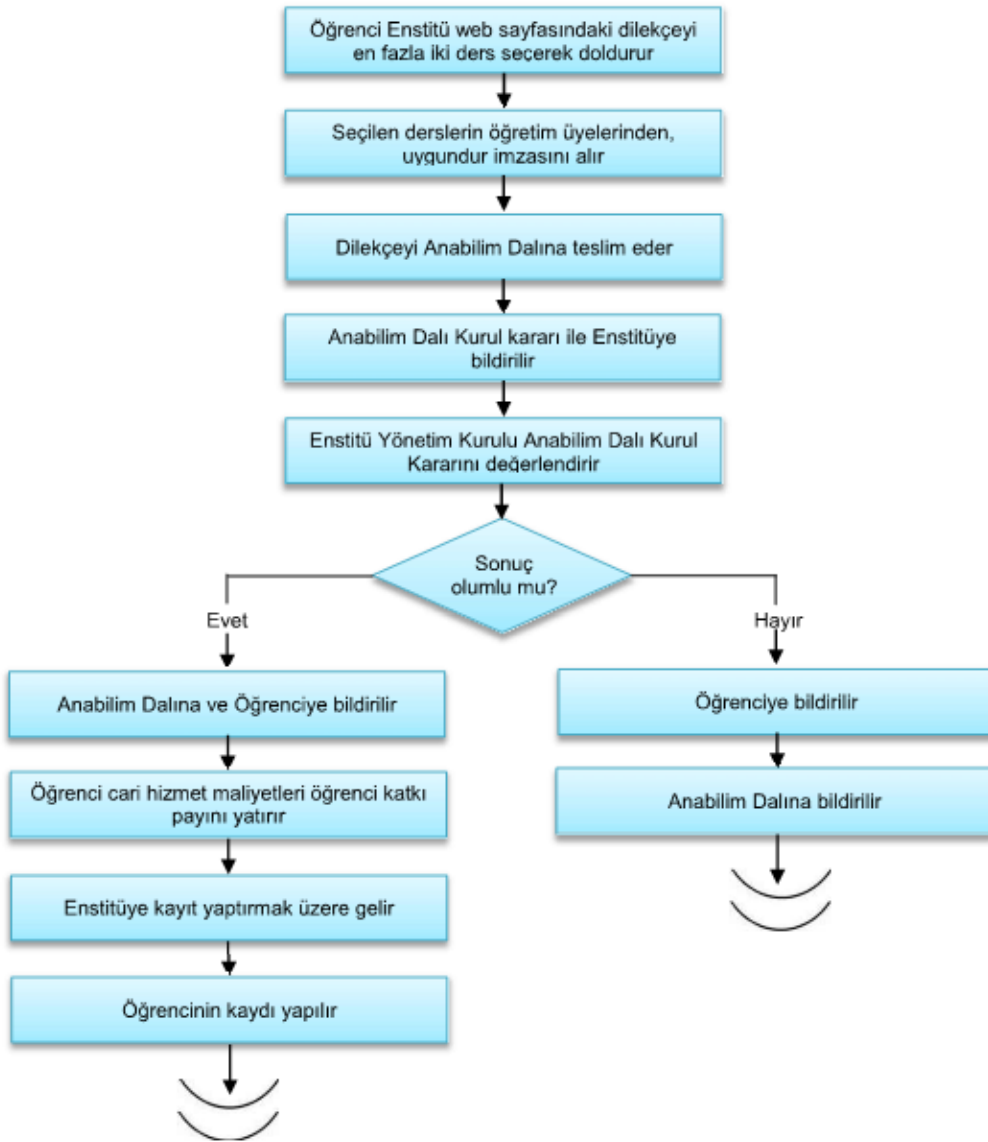 Öğrenci Enstitü web sayfasındaki dilekçeyi
en fazla iki ders seçerek doldurur
Seçilen derslerin öğretim üyelerinden,
uygundur imzasını alır
Dilekçeyi Anabilim Dalına teslim eder
Anabilim Dalı Kurul kararı ile Enstitüye
bildirilir
Enstitü Yönetim Kurulu Anabilim Dalı Kurul
Kararını değerlendirir
Sonuç
olumlu mu?
Evet
Hayır
Anabilim Dalına ve Öğrenciye bildirilir
Öğrenci cari hizmet maliyetleri öğrenci katkı
payını yatırır
Enstitüye kayıt yaptırmak üzere gelir
Öğrencinin kaydı yapılır
Öğrenciye bildirilir
Anabilim Dalına bildirilir